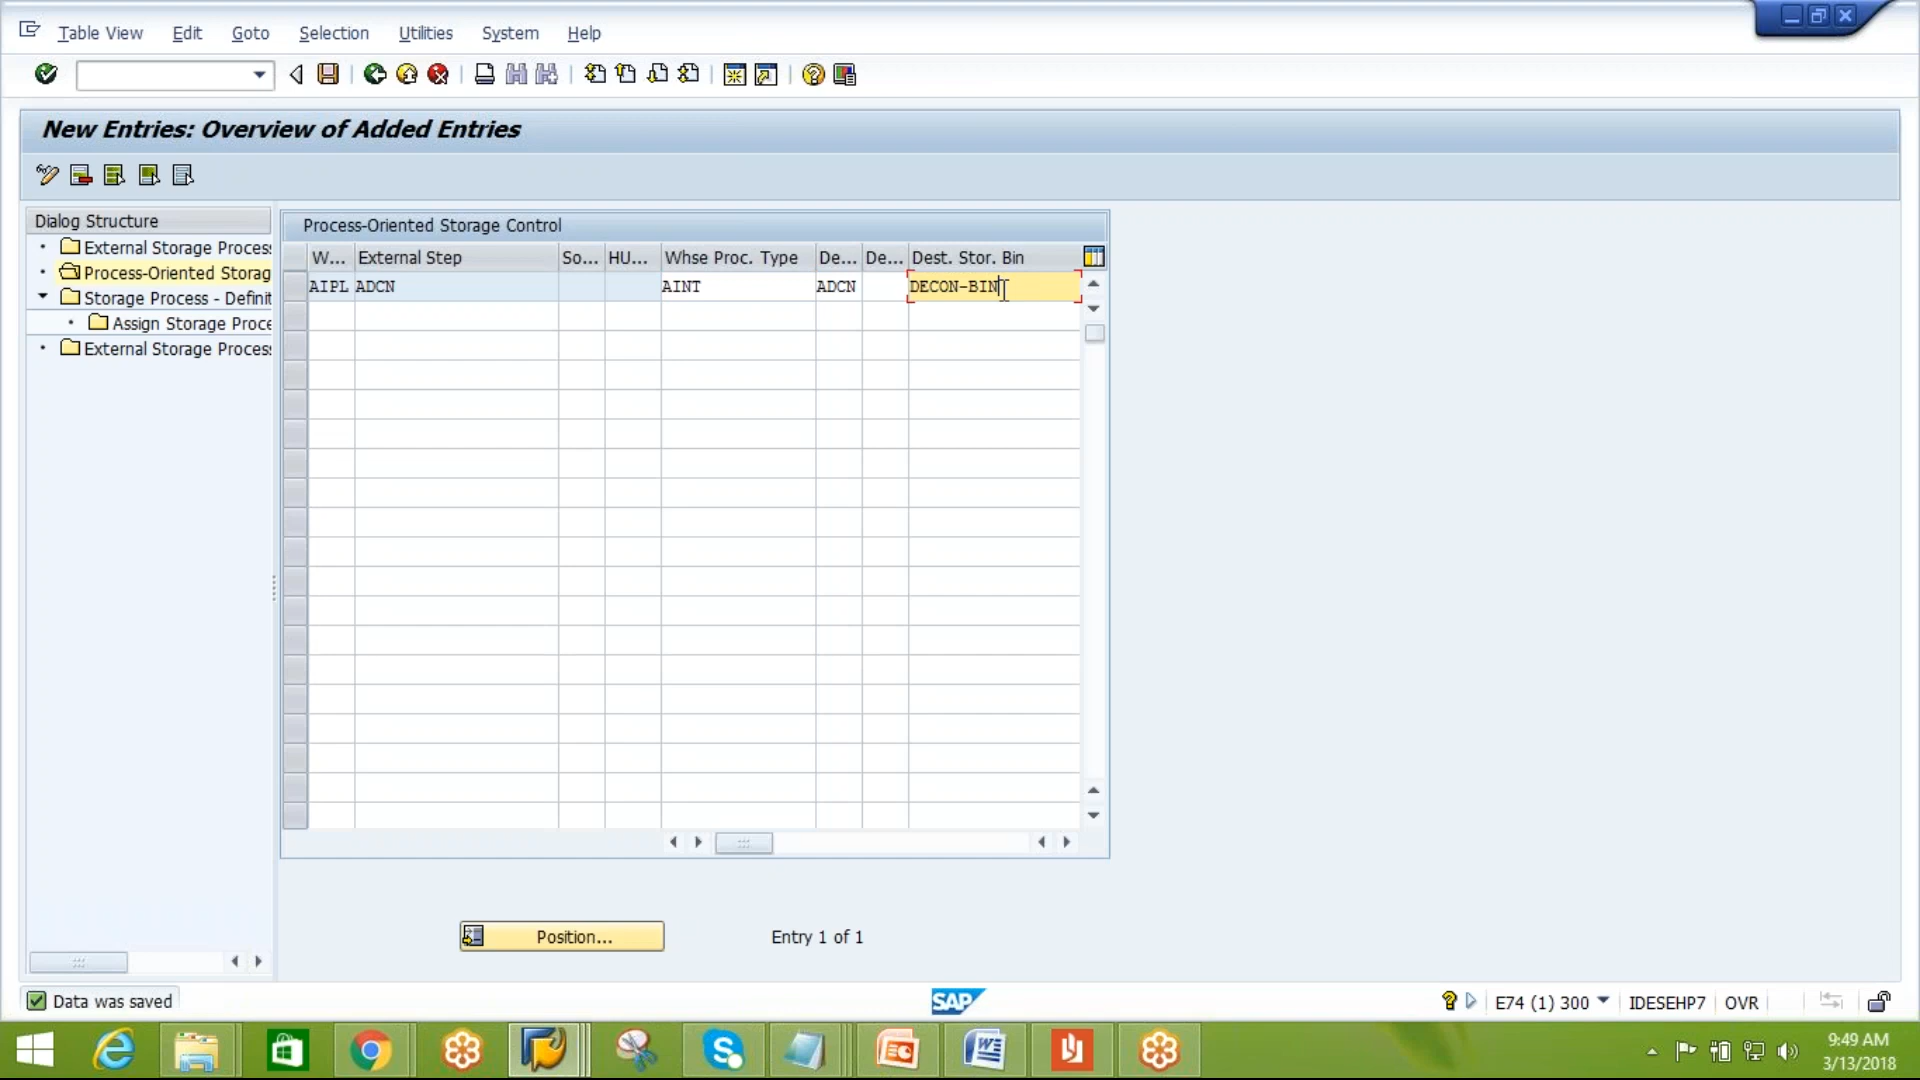 Table View Edit Goto Selection Utilities System Help
New Entries: Overview of Added Entries
Dialog Structure
External Storage Process
Process-Oriented Storag
Storage Process - Definit
Assign Storage Proce
External Storage Process
Process-Oriented Storage Control
W... External Step So... HU... Whse Proc. Type De... De... Dest. Stor. Bin
AIPL ADCN AINT ADCN DECON-BIN
Position... Entry 1 of 1
Data was saved
SAP
E74 (1) 300 IDESEHP7 OVR
9:49 AM
3/13/2018